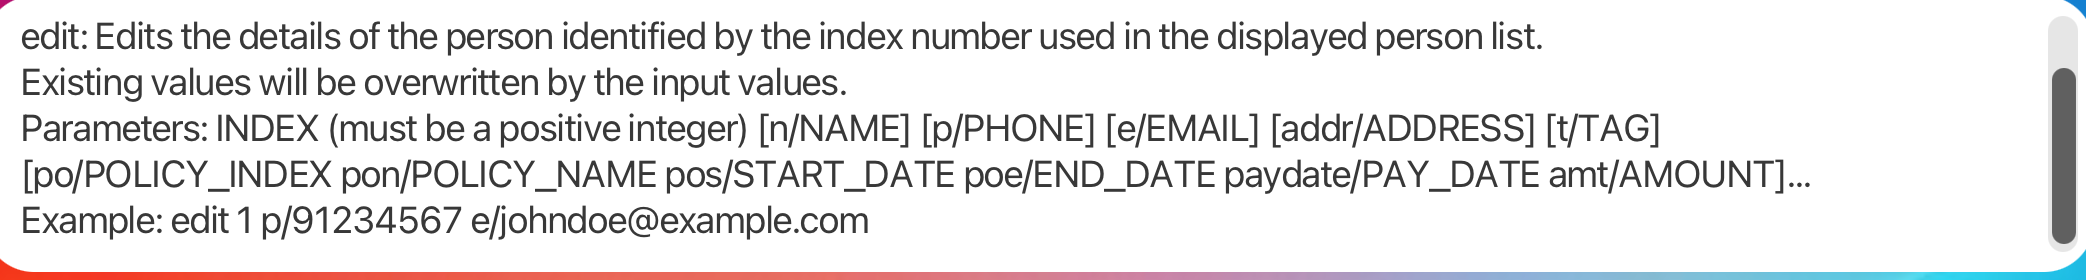 edit: Edits the details of the person identified by the index number used in the displayed person list.
Existing values will be overwritten by the input values.
Parameters: INDEX (must be a positive integer) [n/NAME] [p/PHONE] [e/EMAIL] [addr/ADDRESS] [t/TAG]
[po/POLICY_INDEX pon/POLICY_NAME pos/START_DATE poe/END_DATE paydate/PAY_DATE amt/AMOUNT]...
Example: edit 1 p/91234567 e/johndoe@example.com